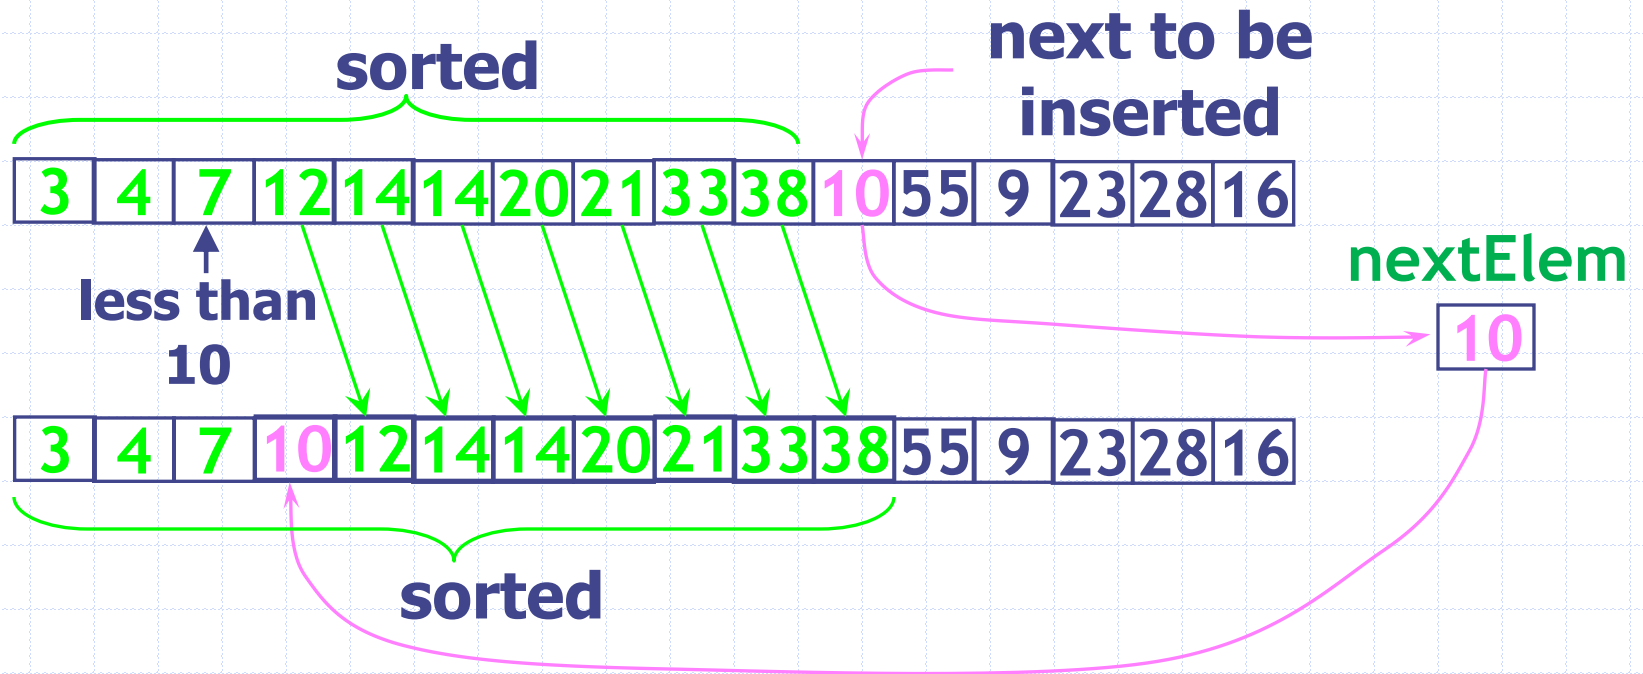 next to be
inserted
sorted
3 4 7 12 14 14 20 21 33 38 10 55 9 23 28 16
nextElem
10
less than
10
3 4 7 10 12 14 14 20 21 33 38 55 9 23 28 16
sorted